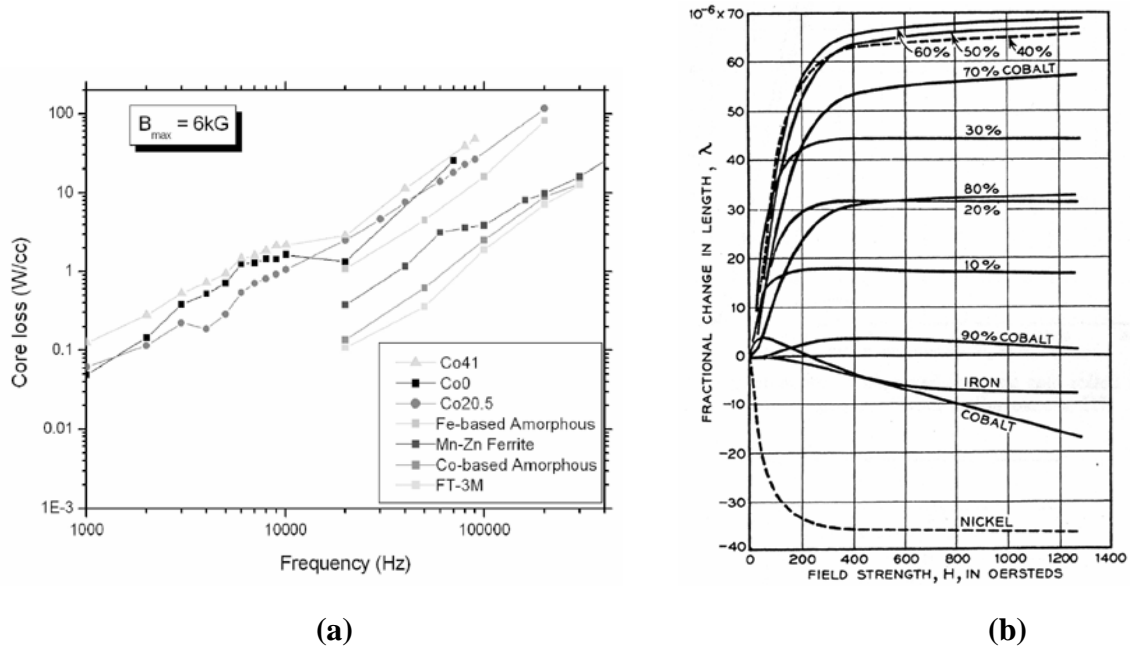 B max = 6kG
Core loss (W/cc)
100
10
1
0.1
0.01
1E-3
1000
10000
100000
Frequency (Hz)
Co41
Co0
Co20.5
Fe-based Amorphous
Mn-Zn Ferrite
Co-based Amorphous
FT-3M
(a)
10⁻⁶ × 70
60
50
40
30
20
10
0
-10
-20
-30
-40
FRACTIONAL CHANGE IN LENGTH, λ
60%
50%
40%
70% COBALT
30%
80%
20%
10%
90% COBALT
IRON
COBALT
NICKEL
0
200
400
600
800
1000
1200
1400
FIELD STRENGTH, H, IN OERSTEDS
(b)